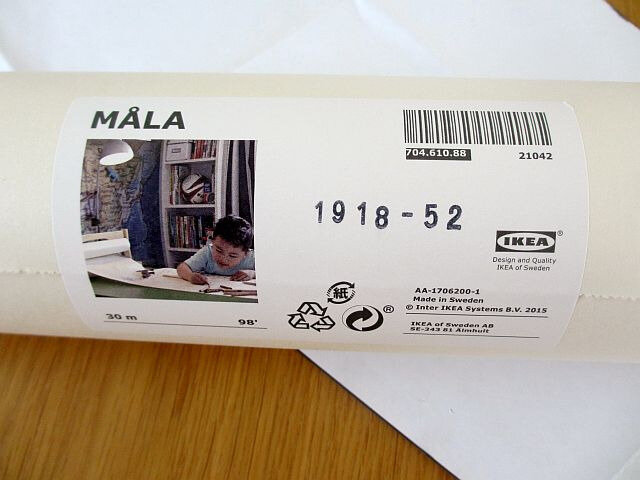 MÅLA
704.610.88
21042
1918-52
IKEA®
Design and Quality
IKEA of Sweden
紙
®
AA-1706200-1
Made in Sweden
© Inter IKEA Systems B.V. 2015
30 m
98'
IKEA of Sweden AB
SE-343 81 Älmhult